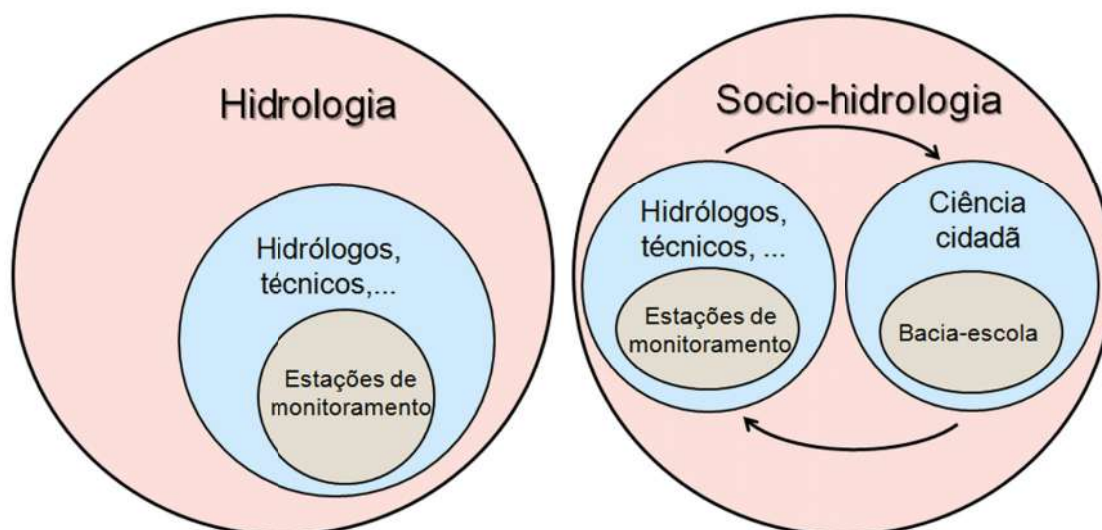 Hidrologia
Hidrólogos,
técnicos,...
Estações de
monitoramento
Socio-hidrologia
Hidrólogos,
técnicos, ...
Estações de
monitoramento
Ciência
cidadã
Bacia-escola